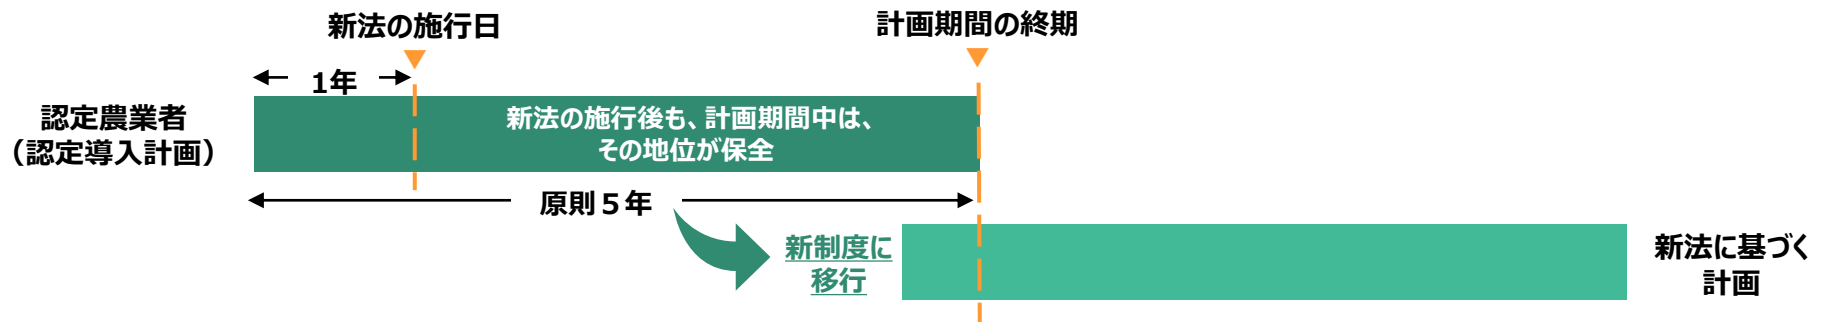 新法の施行日
計画期間の終期
1年
認定農業者
（認定導入計画）
新法の施行後も、計画期間中は、
その地位が保全
原則５年
新制度に
移行
新法に基づく
計画